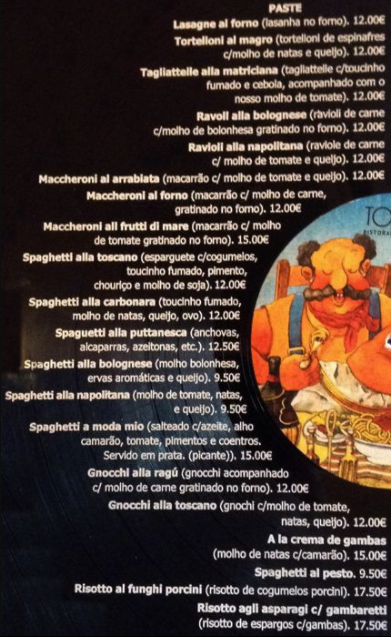 PASTE
Lasagne al forno (lasanha no forno). 12.00€
Tortelloni al magro (tortelloni de espinafres
c/molho de natas e queijo). 12.00€
Tagliattelle alla matriciana (tagliattelle c/toucinho
fumado e cebola, acompanhado com o
nosso molho de tomate). 12.00€
Ravoli alla bolognese (ravioli de carne
c/molho de bolonhesa gratinado no forno). 12.00€
Ravioli alla napolitana (raviole de carne
c/ molho de tomate e queijo). 12.00€
Maccheroni al arrabiata (macarrão c/ molho de tomate e queijo). 12.00€
Maccheroni al forno (macarrão c/ molho de carne,
gratinado no forno). 12.00€
Maccheroni all frutti di mare (macarrão c/ molho
de tomate gratinado no forno). 15.00€
Spaghetti alla toscano (esparguete c/cogumelos,
toucinho fumado, pimento,
chouriço e molho de soja). 12.00€
Spaghetti alla carbonara (toucinho fumado,
molho de natas, queijo, ovo). 12.00€
Spaguetti alla puttanesca (anchovas,
alcaparras, azeitonas, etc.). 12.50€
Spaghetti alla bolognese (molho bolonhesa,
ervas aromáticas e queijo). 9.50€
Spaghetti alla napolitana (molho de tomate, natas,
e queijo). 9.50€
Spaghetti a moda mio (salteado c/azeite, alho
camarão, tomate, pimentos e coentros.
Servido em prata. (picante)). 15.00€
Gnocchi alla ragú (gnocchi acompanhado
c/ molho de carne gratinado no forno). 12.00€
Gnocchi alla toscano (gnochi c/molho de tomate,
natas, queijo). 12.00€
A la crema de gambas
(molho de natas c/camarão). 15.00€
Spaghetti al pesto. 9.50€
Risotto al funghi porcini (risotto de cogumelos porcini). 17.50€
Risotto agli asparagi c/ gambaretti
(risotto de espargos c/gambas). 17.50€